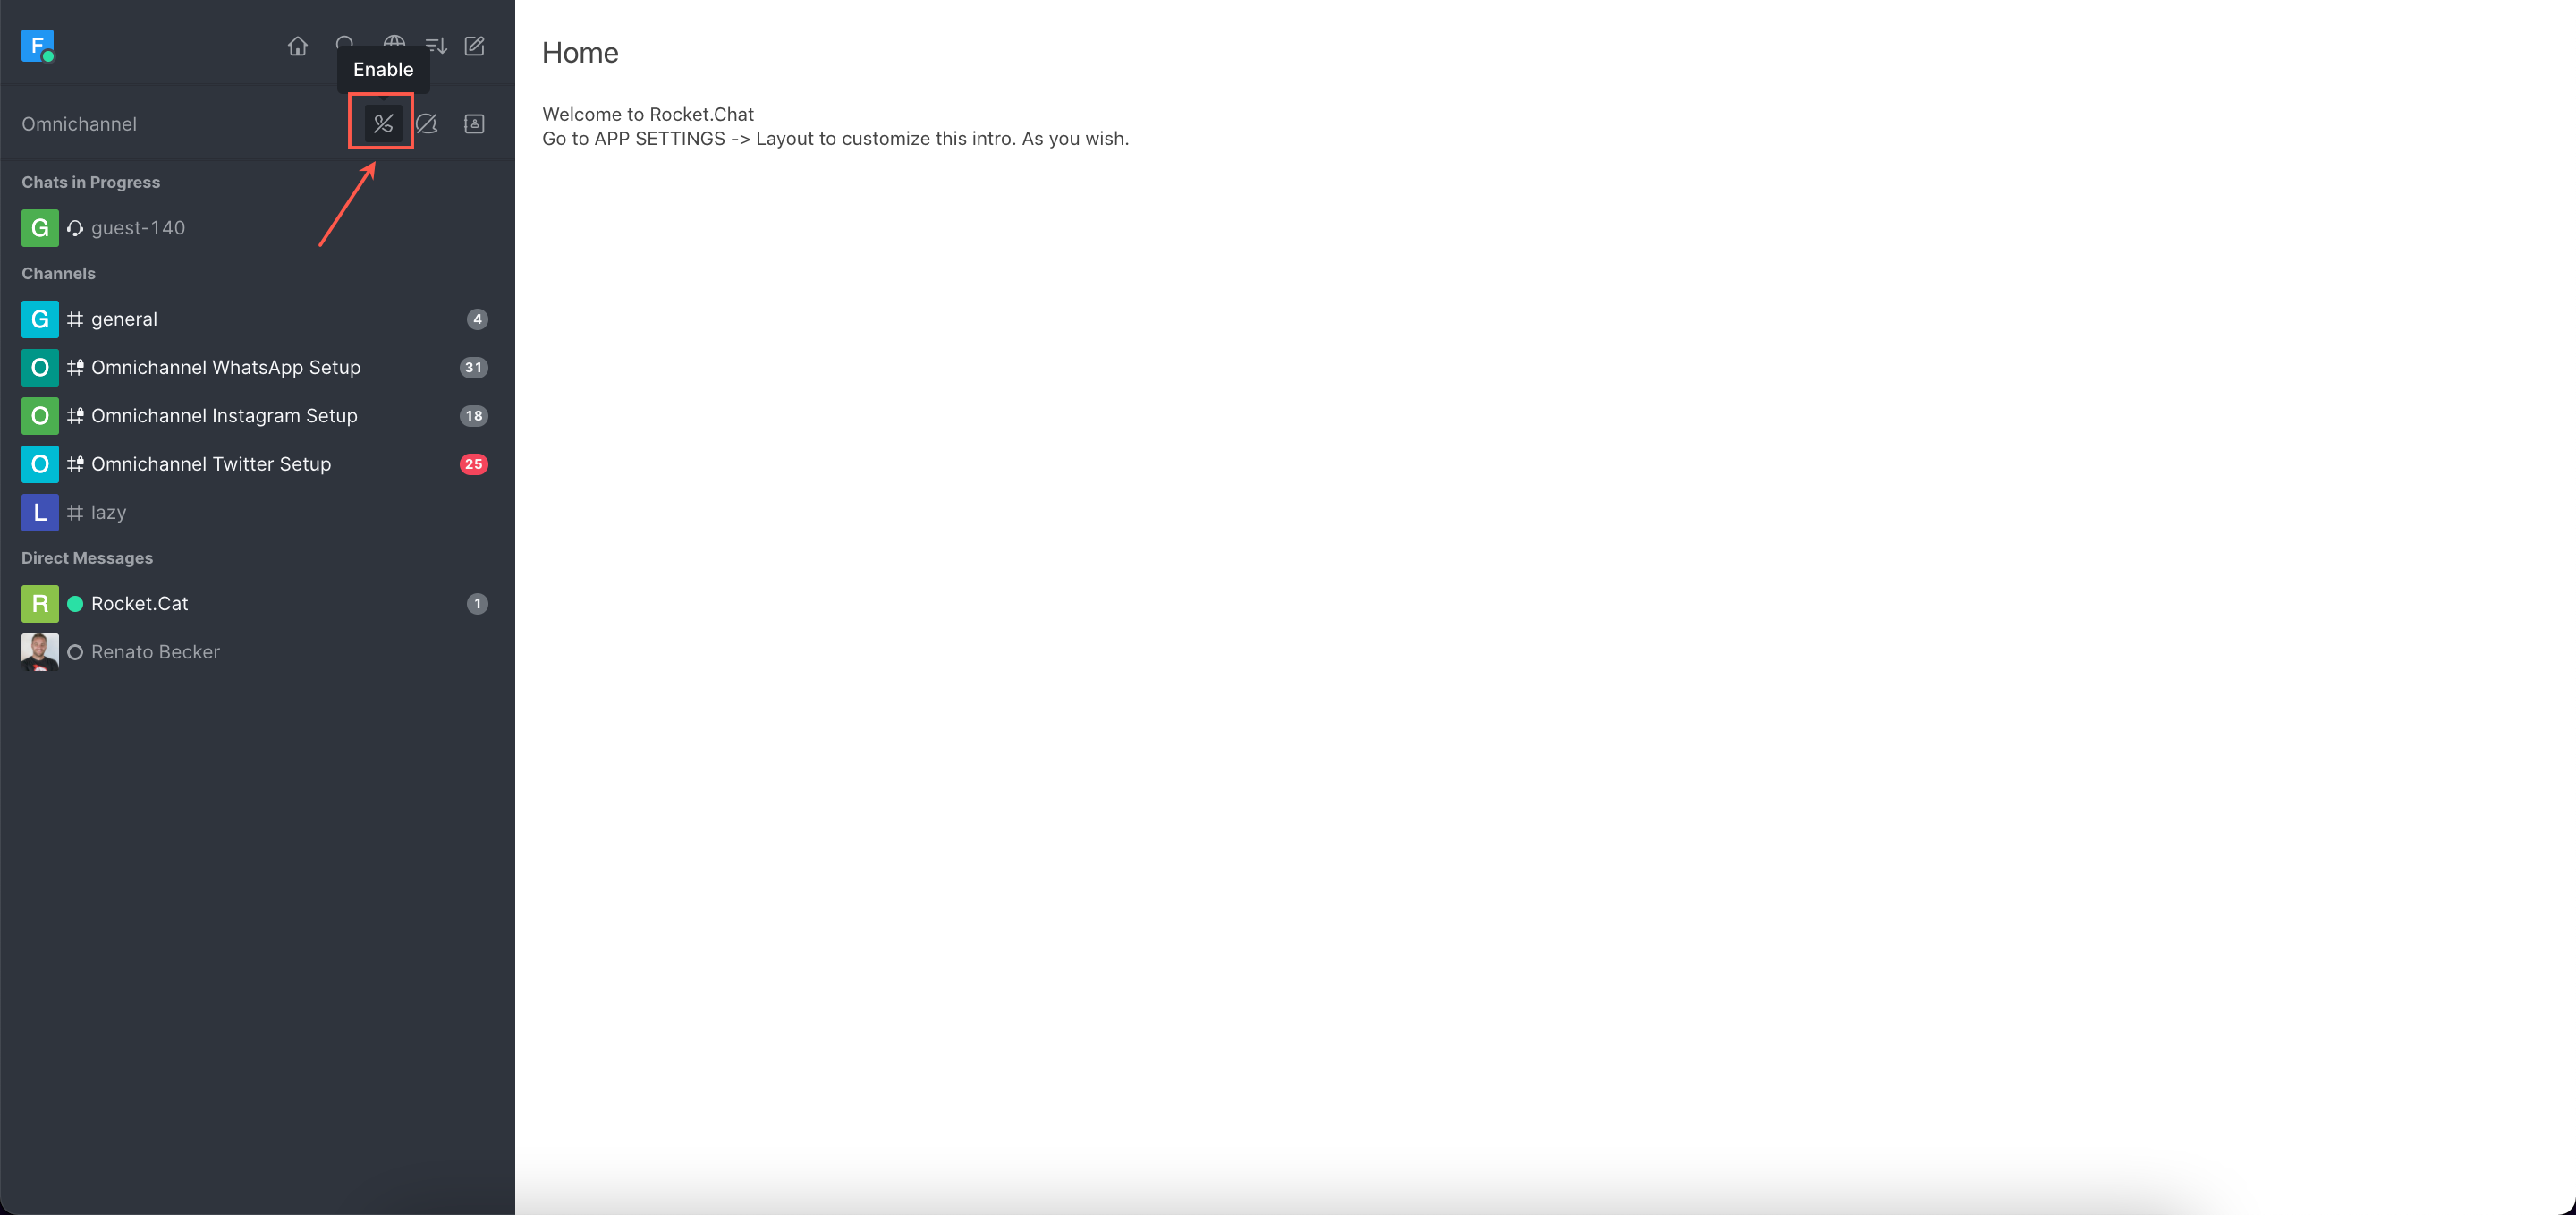 F
Enable
Omnichannel
Chats in Progress
G guest-140
Channels
G general 4
O Omnichannel WhatsApp Setup 31
O Omnichannel Instagram Setup 18
O Omnichannel Twitter Setup 25
L lazy
Direct Messages
R Rocket.Cat 1
Renato Becker
Home
Welcome to Rocket.Chat
Go to APP SETTINGS -> Layout to customize this intro. As you wish.